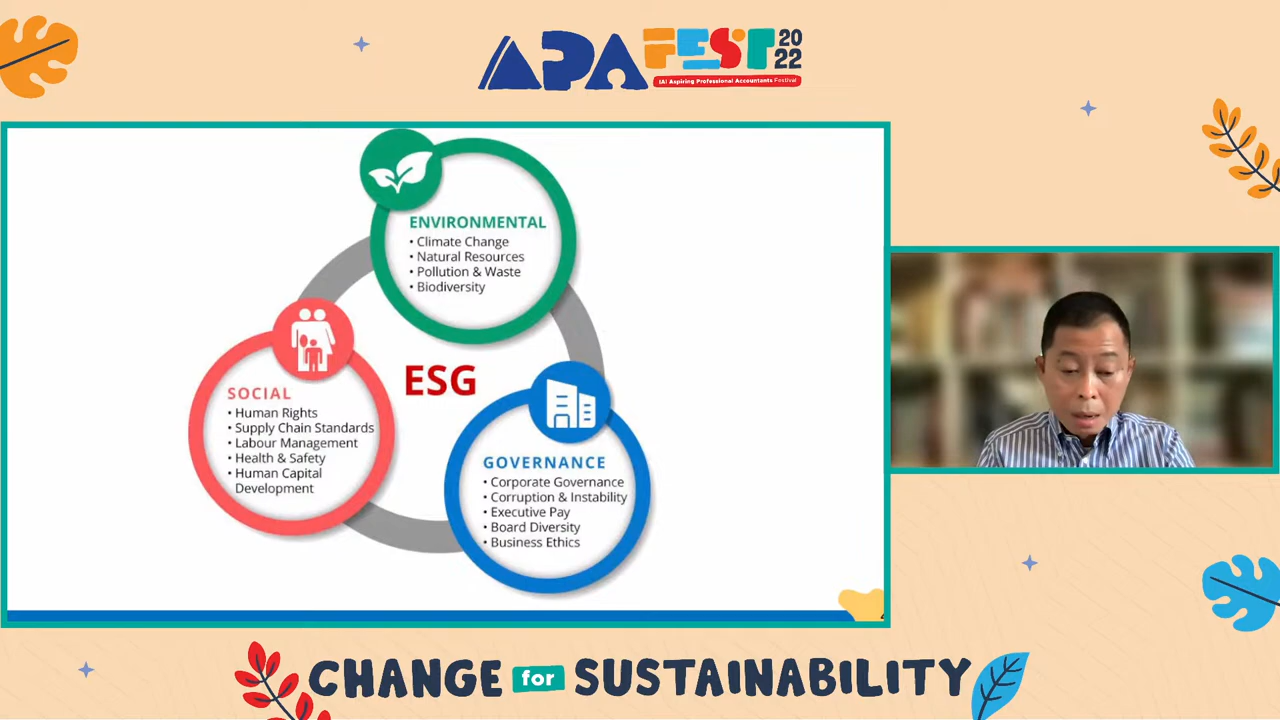 APAFEST 2022
IAI Aspiring Professional Accountants Festival
ENVIRONMENTAL
• Climate Change
• Natural Resources
• Pollution & Waste
• Biodiversity
SOCIAL
• Human Rights
• Supply Chain Standards
• Labour Management
• Health & Safety
• Human Capital
Development
ESG
GOVERNANCE
• Corporate Governance
• Corruption & Instability
• Executive Pay
• Board Diversity
• Business Ethics
CHANGE for SUSTAINABILITY